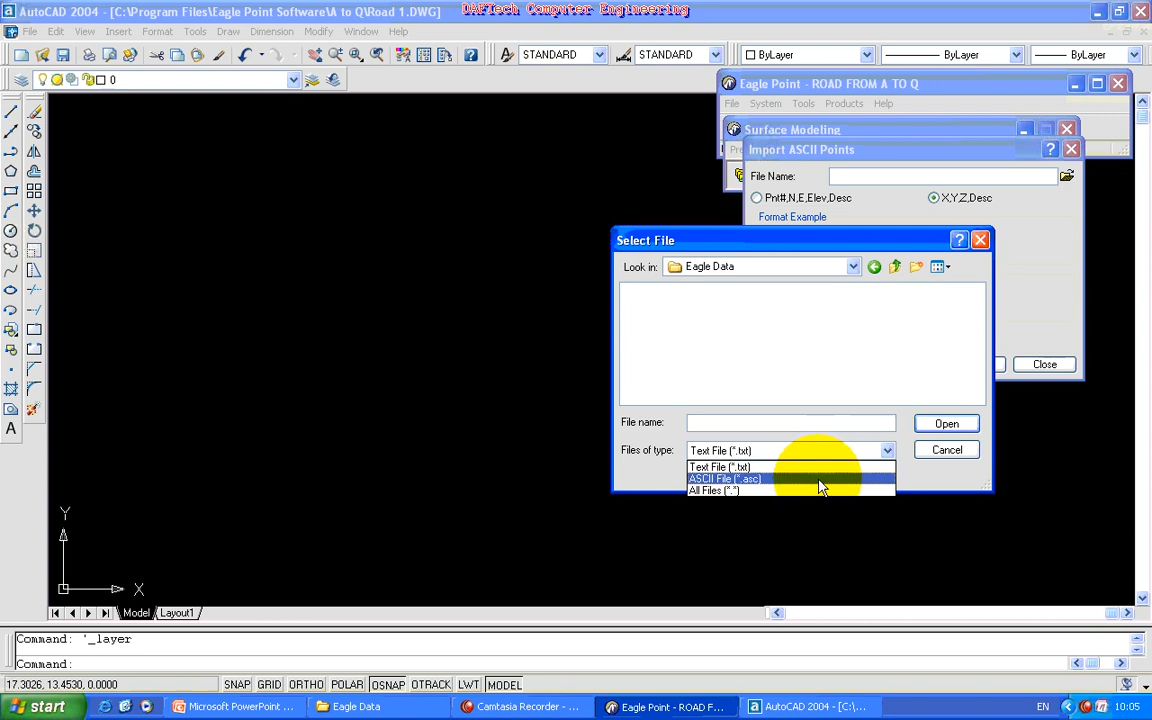 AutoCAD 2004 - [C:\Program Files\Eagle Point Software\A to Q\Road 1.DWG]
DAFTech Computer Engineering
File Edit View Insert Format Tools Draw Dimension Modify Window Help
STANDARD
STANDARD
ByLayer
ByLayer
ByLayer
0
Eagle Point - ROAD FROM A TO Q
File System Tools Products Help
Surface Modeling
Import ASCII Points
File Name:
Pnt#,N,E,Elev,Desc
X,Y,Z,Desc
Format Example
Select File
Look in:
Eagle Data
File name:
Open
Files of type:
Text File (*.txt)
Cancel
Text File (*.txt)
ASCII File (*.asc)
All Files (*.*)
Close
Y
X
Model
Layout1
Command: '_layer
Command:
17.3026, 13.4530, 0.0000
SNAP GRID ORTHO POLAR OSNAP OTRACK LWT MODEL
start
Microsoft PowerPoint ...
Eagle Data
Camtasia Recorder - ...
Eagle Point - ROAD F...
AutoCAD 2004 - [C:\...
EN
10:05